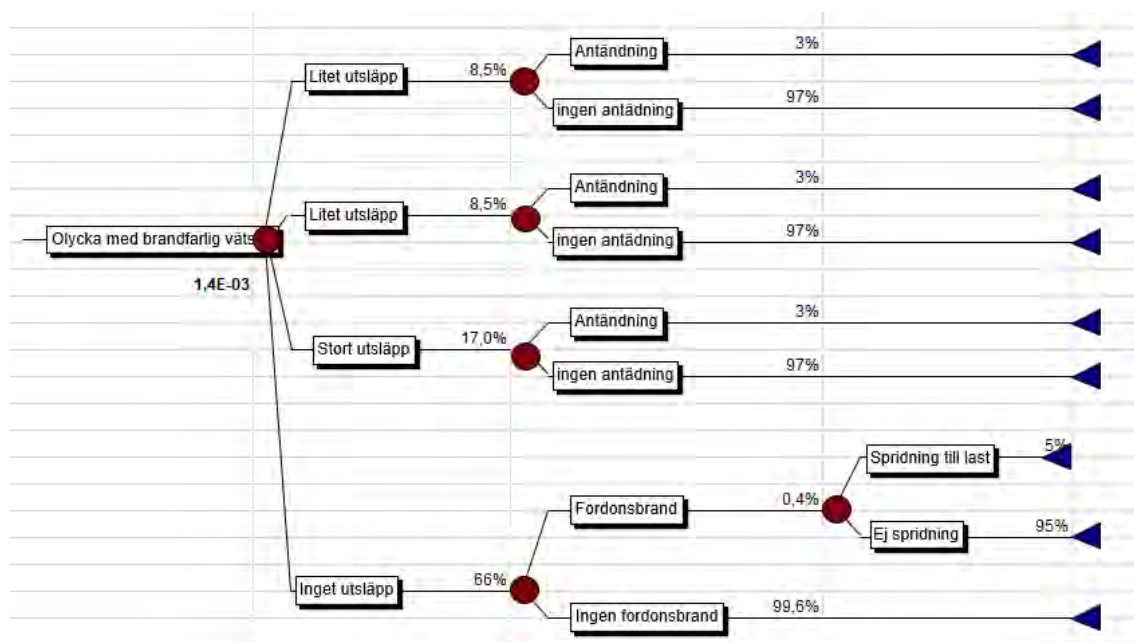 Antändning 3%
Litet utsläpp 8,5%
ingen antädning 97%
Antändning 3%
Litet utsläpp 8,5%
Olycka med brandfarlig väts
ingen antädning 97%
1,4E-03
Antändning 3%
Stort utsläpp 17,0%
ingen antädning 97%
Spridning till last 5%
Fordonsbrand 0,4%
Ej spridning 95%
Inget utsläpp 66%
Ingen fordonsbrand 99,6%